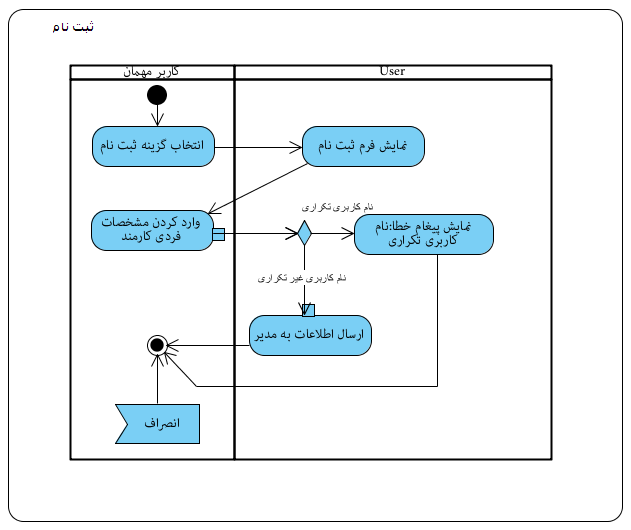 ثبت نام
کاربر مهمان
User
انتخاب گزینه ثبت نام
نمایش فرم ثبت نام
وارد کردن مشخصات
فردی کارمند
نام کاربری تکراری
نمایش پیغام خطا:نام
کاربری تکراری
نام کاربری غیر تکراری
ارسال اطلاعات به مدیر
انصراف